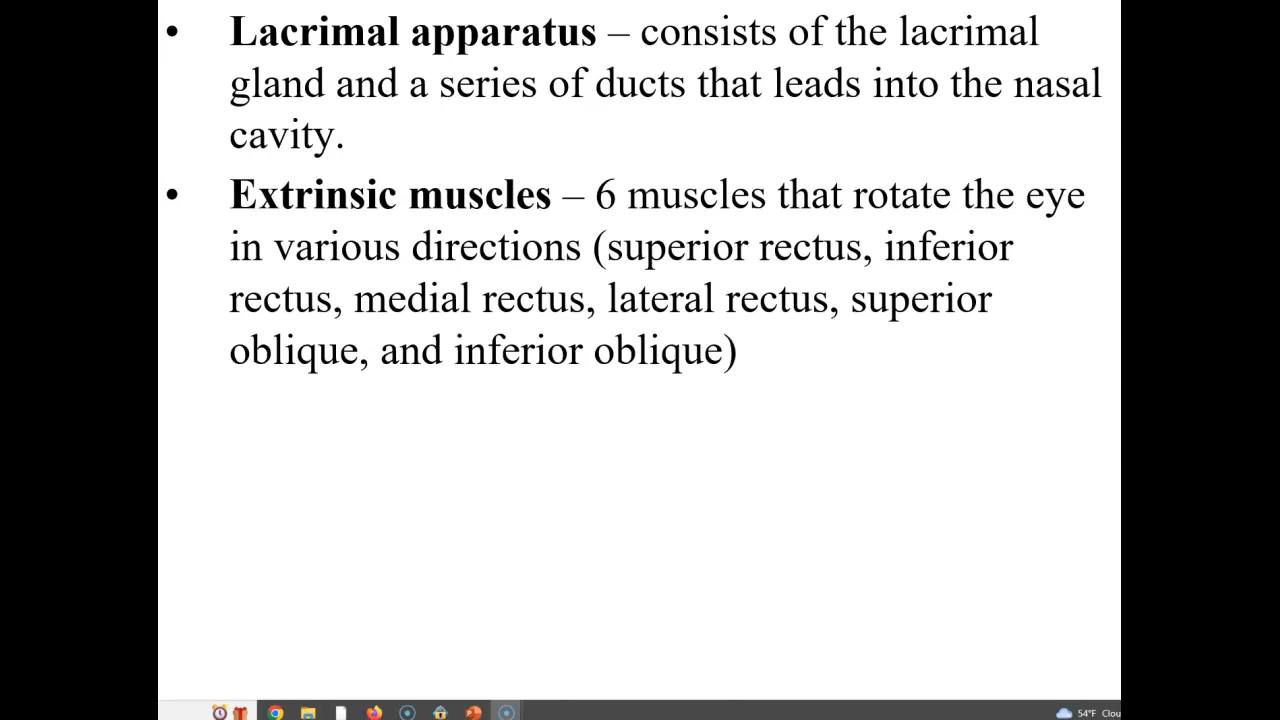 • Lacrimal apparatus – consists of the lacrimal
gland and a series of ducts that leads into the nasal
cavity.
• Extrinsic muscles – 6 muscles that rotate the eye
in various directions (superior rectus, inferior
rectus, medial rectus, lateral rectus, superior
oblique, and inferior oblique)
54°F Clou